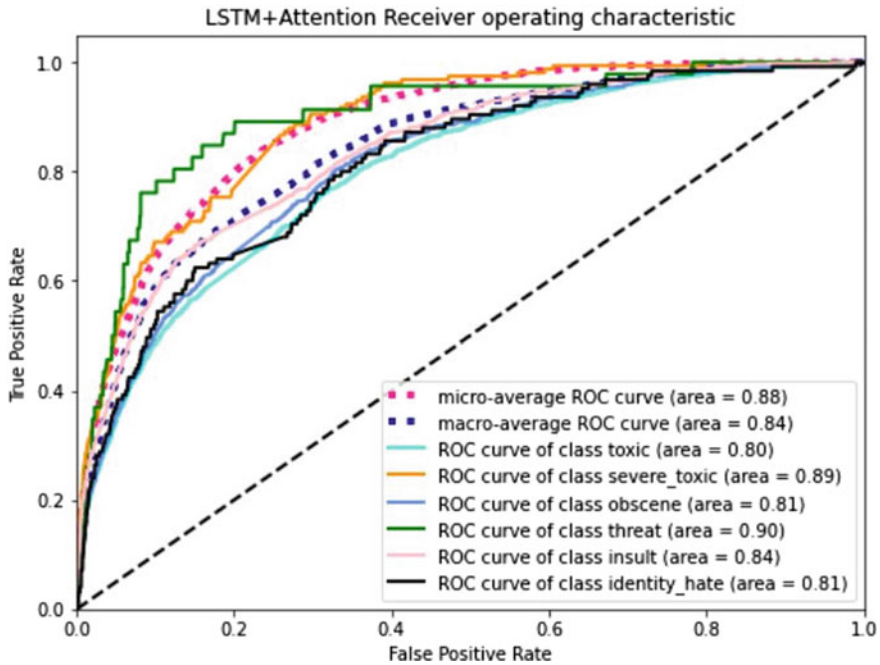 LSTM+Attention Receiver operating characteristic
1.0
0.8
0.6
0.4
0.2
0.0
True Positive Rate
micro-average ROC curve (area = 0.88)
macro-average ROC curve (area = 0.84)
ROC curve of class toxic (area = 0.80)
ROC curve of class severe_toxic (area = 0.89)
ROC curve of class obscene (area = 0.81)
ROC curve of class threat (area = 0.90)
ROC curve of class insult (area = 0.84)
ROC curve of class identity_hate (area = 0.81)
0.0 0.2 0.4 0.6 0.8 1.0
False Positive Rate